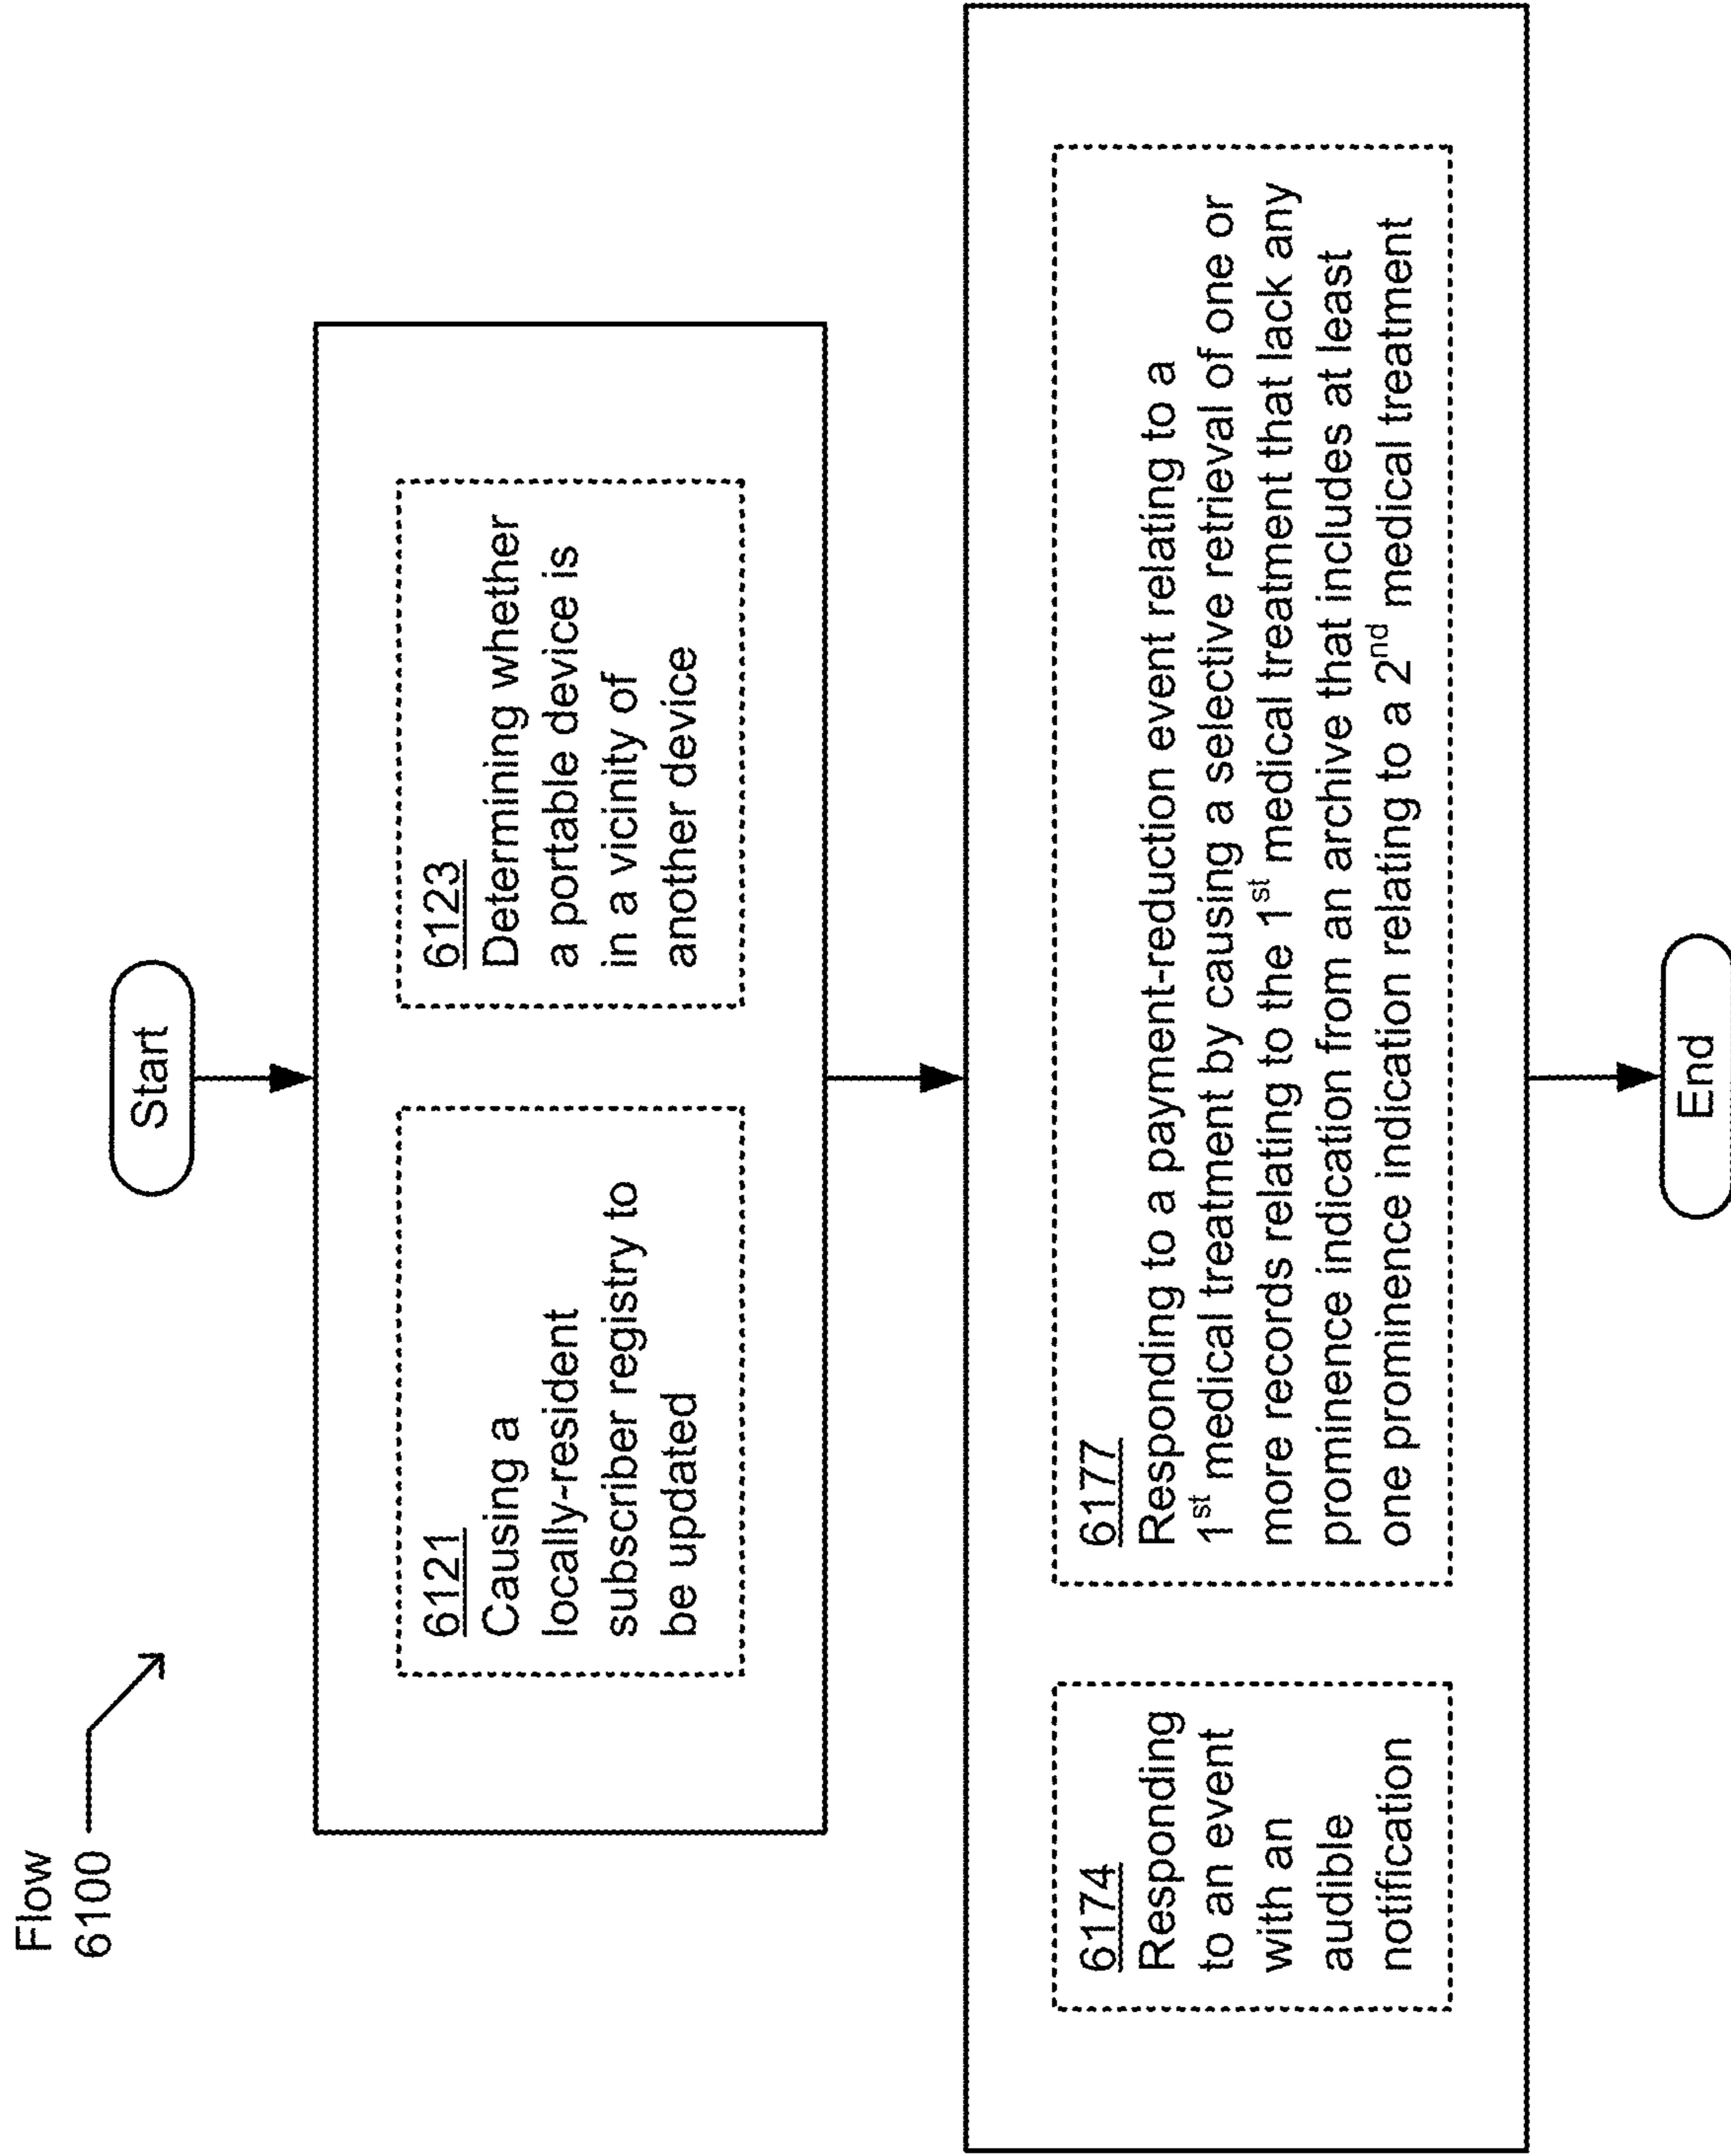 Flow
6100
Start
6121
Causing a
locally-resident
subscriber registry to
be updated
6123
Determining whether
a portable device is
in a vicinity of
another device
6174
Responding
to an event
with an
audible
notification
6177
Responding to a payment-reduction event relating to a
1st medical treatment by causing a selective retrieval of one or
more records relating to the 1st medical treatment that lack any
prominence indication from an archive that includes at least
one prominence indication relating to a 2nd medical treatment
End